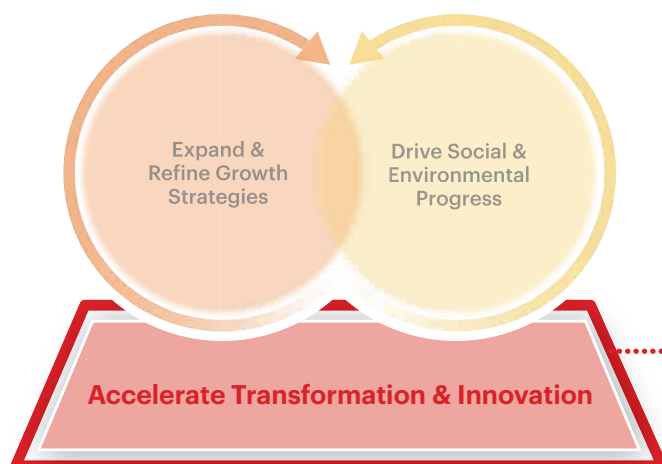 Expand &
Refine Growth
Strategies
Drive Social &
Environmental
Progress
Accelerate Transformation & Innovation